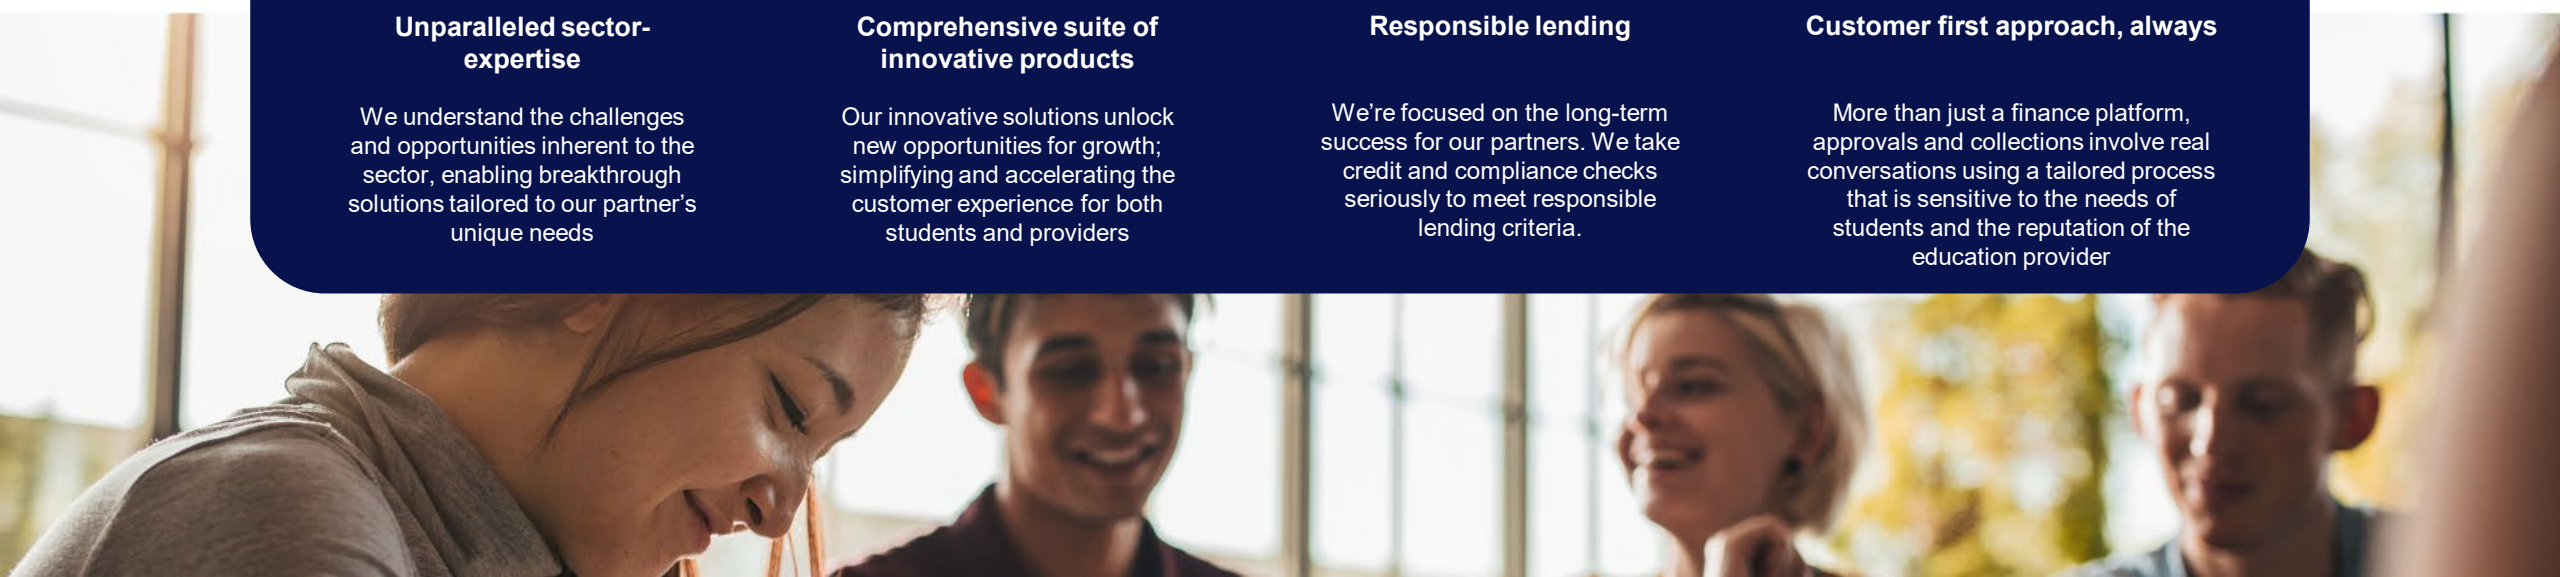 Unparalleled sector-
expertise
We understand the challenges
and opportunities inherent to the
sector, enabling breakthrough
solutions tailored to our partner’s
unique needs
Comprehensive suite of
innovative products
Our innovative solutions unlock
new opportunities for growth;
simplifying and accelerating the
customer experience for both
students and providers
Responsible lending
We’re focused on the long-term
success for our partners. We take
credit and compliance checks
seriously to meet responsible
lending criteria.
Customer first approach, always
More than just a finance platform,
approvals and collections involve real
conversations using a tailored process
that is sensitive to the needs of
students and the reputation of the
education provider